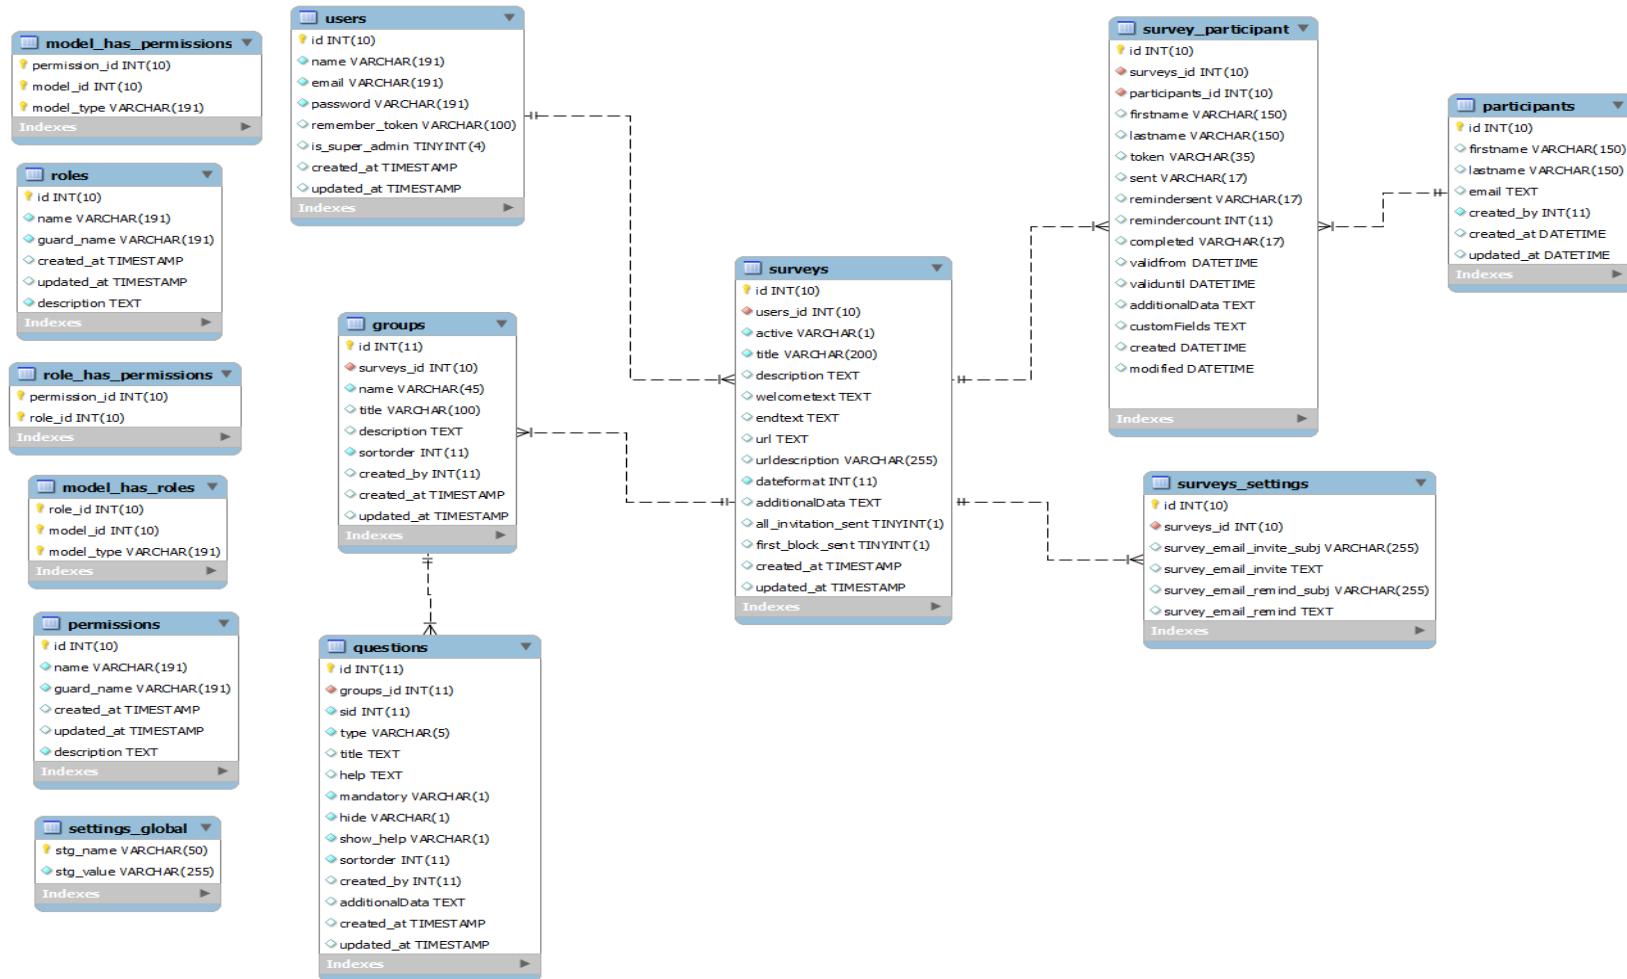 model_has_permissions
permission_id INT(10)
model_id INT(10)
model_type VARCHAR(191)
Indexes
roles
id INT(10)
name VARCHAR(191)
guard_name VARCHAR(191)
created_at TIMESTAMP
updated_at TIMESTAMP
description TEXT
Indexes
role_has_permissions
permission_id INT(10)
role_id INT(10)
Indexes
model_has_roles
role_id INT(10)
model_id INT(10)
model_type VARCHAR(191)
Indexes
permissions
id INT(10)
name VARCHAR(191)
guard_name VARCHAR(191)
created_at TIMESTAMP
updated_at TIMESTAMP
description TEXT
Indexes
settings_global
stg_name VARCHAR(50)
stg_value VARCHAR(255)
Indexes
users
id INT(10)
name VARCHAR(191)
email VARCHAR(191)
password VARCHAR(191)
remember_token VARCHAR(100)
is_super_admin TINYINT(4)
created_at TIMESTAMP
updated_at TIMESTAMP
Indexes
groups
id INT(11)
surveys_id INT(10)
name VARCHAR(45)
title VARCHAR(100)
description TEXT
sortorder INT(11)
created_by INT(11)
created_at TIMESTAMP
updated_at TIMESTAMP
Indexes
questions
id INT(11)
groups_id INT(11)
sid INT(11)
type VARCHAR(5)
title TEXT
help TEXT
mandatory VARCHAR(1)
hide VARCHAR(1)
show_help VARCHAR(1)
sortorder INT(11)
created_by INT(11)
additionalData TEXT
created_at TIMESTAMP
updated_at TIMESTAMP
Indexes
surveys
id INT(10)
users_id INT(10)
active VARCHAR(1)
title VARCHAR(200)
description TEXT
welcometext TEXT
endtext TEXT
url TEXT
urldescription VARCHAR(255)
dateformat INT(11)
additionalData TEXT
all_invitation_sent TINYINT(1)
first_block_sent TINYINT(1)
created_at TIMESTAMP
updated_at TIMESTAMP
Indexes
survey_participant
id INT(10)
surveys_id INT(10)
participants_id INT(10)
firstname VARCHAR(150)
lastname VARCHAR(150)
token VARCHAR(35)
sent VARCHAR(17)
remindersent VARCHAR(17)
remindercount INT(11)
completed VARCHAR(17)
validfrom DATETIME
validuntil DATETIME
additionalData TEXT
customFields TEXT
created DATETIME
modified DATETIME
Indexes
surveys_settings
id INT(10)
surveys_id INT(10)
survey_email_invite_subj VARCHAR(255)
survey_email_invite TEXT
survey_email_remind_subj VARCHAR(255)
survey_email_remind TEXT
Indexes
participants
id INT(10)
firstname VARCHAR(150)
lastname VARCHAR(150)
email TEXT
created_by INT(11)
created_at DATETIME
updated_at DATETIME
Indexes